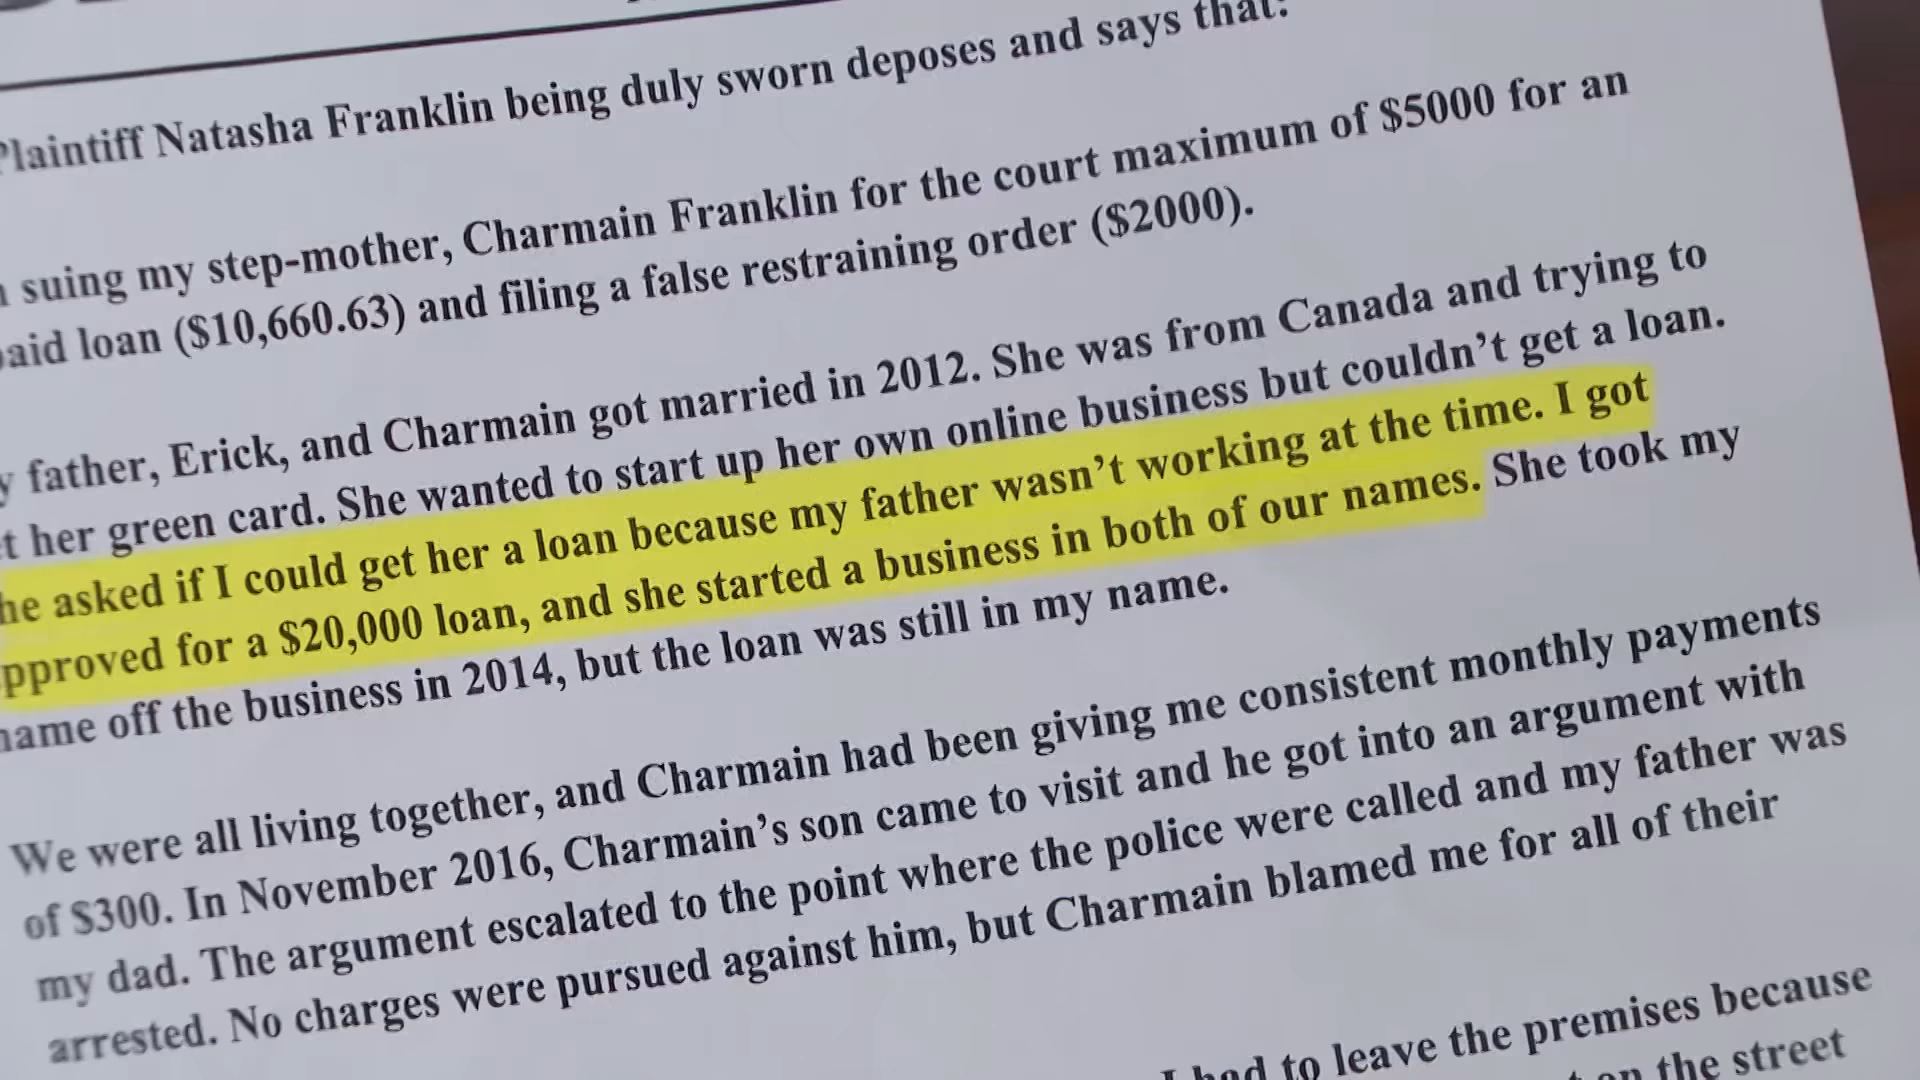 Plaintiff Natasha Franklin being duly sworn deposes and says that:
suing my step-mother, Charmain Franklin for the court maximum of $5000 for an
paid loan ($10,660.63) and filing a false restraining order ($2000).
father, Erick, and Charmain got married in 2012. She was from Canada and trying to
her green card. She wanted to start up her own online business but couldn’t get a loan.
he asked if I could get her a loan because my father wasn’t working at the time. I got
pproved for a $20,000 loan, and she started a business in both of our names. She took my
name off the business in 2014, but the loan was still in my name.
We were all living together, and Charmain had been giving me consistent monthly payments
of $300. In November 2016, Charmain’s son came to visit and he got into an argument with
my dad. The argument escalated to the point where the police were called and my father was
arrested. No charges were pursued against him, but Charmain blamed me for all of their
I had to leave the premises because
on the street